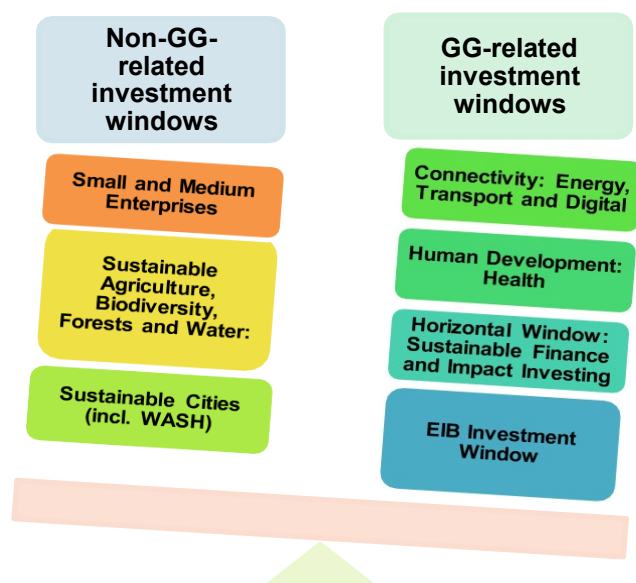 Non-GG-
related
investment
windows
Small and Medium
Enterprises
Sustainable
Agriculture,
Biodiversity,
Forests and Water:
Sustainable Cities
(incl. WASH)
GG-related
investment
windows
Connectivity: Energy,
Transport and Digital
Human Development:
Health
Horizontal Window:
Sustainable Finance
and Impact Investing
EIB Investment
Window